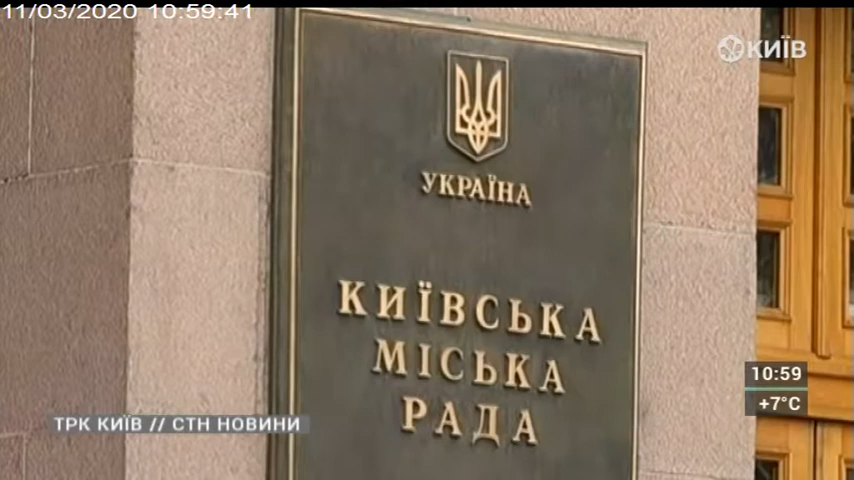 11/03/2020 10:59:41
КИЇВ
УКРАЇНА
КИЇВСЬКА
МІСЬКА
РАДА
10:59
+7°C
ТРК КИЇВ // СТН НОВИНИ